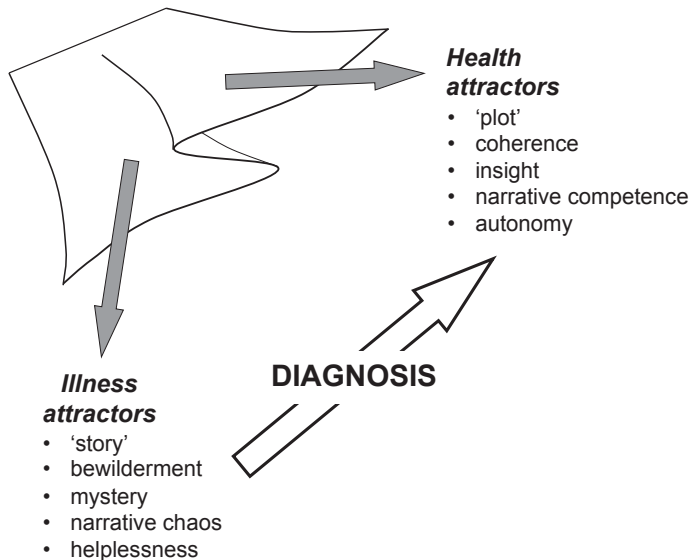 Health
attractors
• ‘plot’
• coherence
• insight
• narrative competence
• autonomy
DIAGNOSIS
Illness
attractors
• ‘story’
• bewilderment
• mystery
• narrative chaos
• helplessness